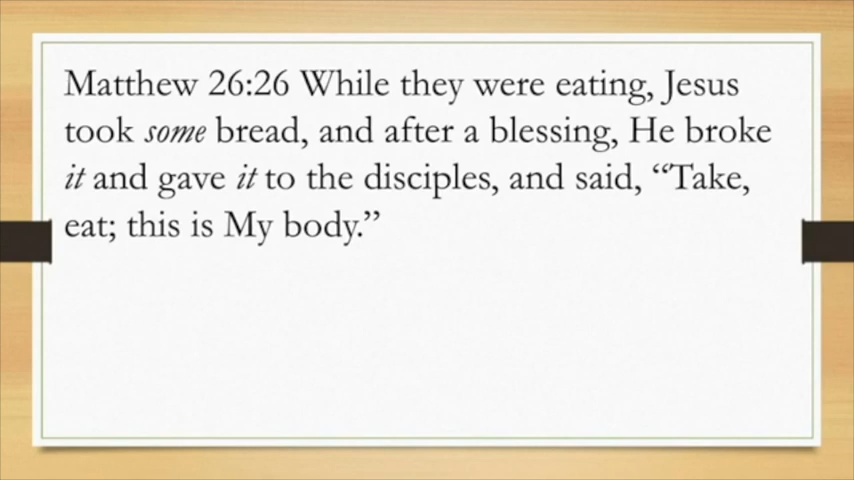 Matthew 26:26 While they were eating, Jesus
took some bread, and after a blessing, He broke
it and gave it to the disciples, and said, “Take,
eat; this is My body.”